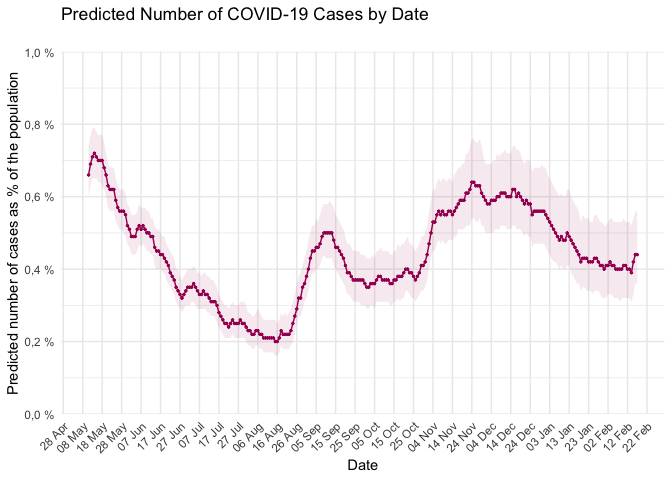 Predicted Number of COVID-19 Cases by Date
Predicted number of cases as % of the population
1,0 %
0,8 %
0,6 %
0,4 %
0,2 %
0,0 %
28 Apr
08 May
18 May
28 May
07 Jun
17 Jun
27 Jun
07 Jul
17 Jul
27 Jul
06 Aug
16 Aug
26 Aug
05 Sep
15 Sep
25 Sep
05 Oct
15 Oct
25 Oct
04 Nov
14 Nov
24 Nov
04 Dec
14 Dec
24 Dec
03 Jan
13 Jan
23 Jan
02 Feb
12 Feb
22 Feb
Date